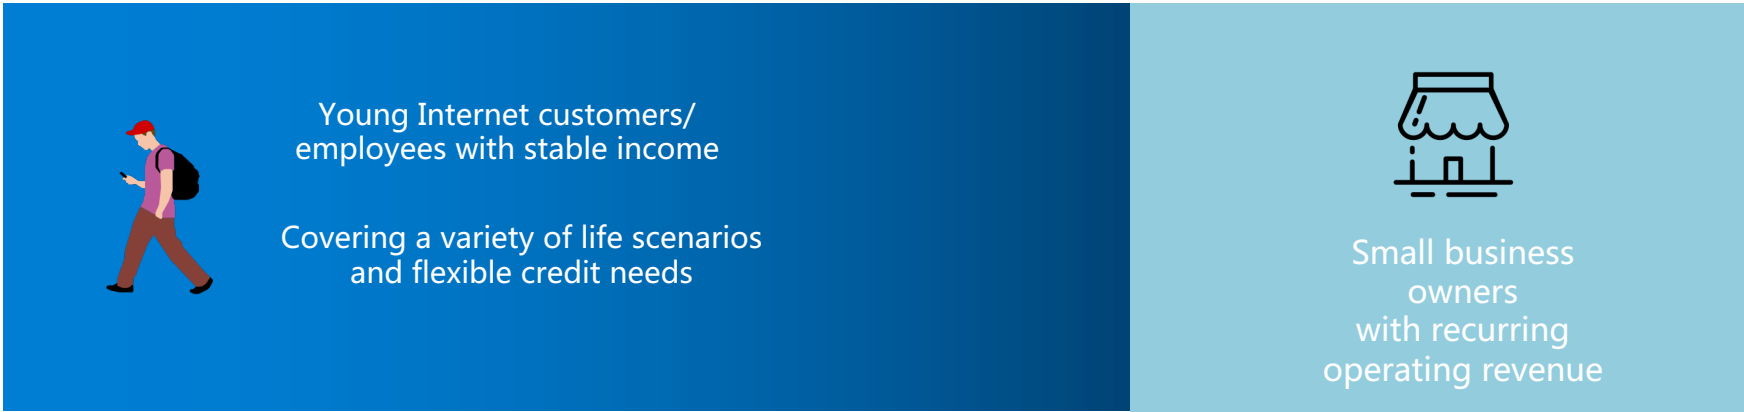 Young Internet customers/
employees with stable income
Covering a variety of life scenarios
and flexible credit needs
Small business
owners
with recurring
operating revenue